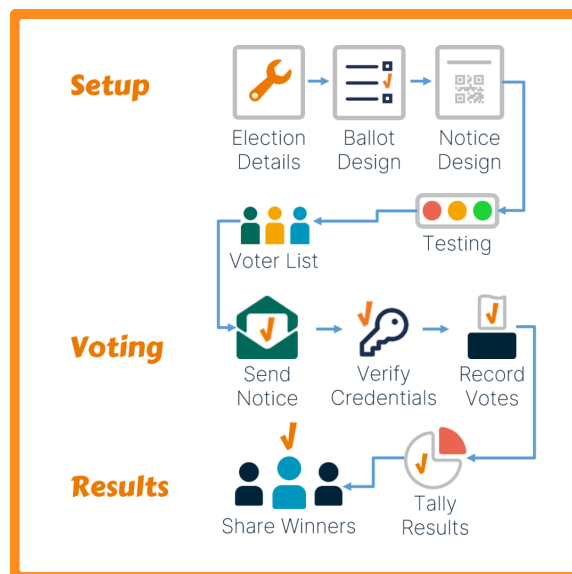 Setup
Election
Details
Ballot
Design
Notice
Design
Testing
Voter List
Voting
Send
Notice
Verify
Credentials
Record
Votes
Results
Tally
Results
Share Winners